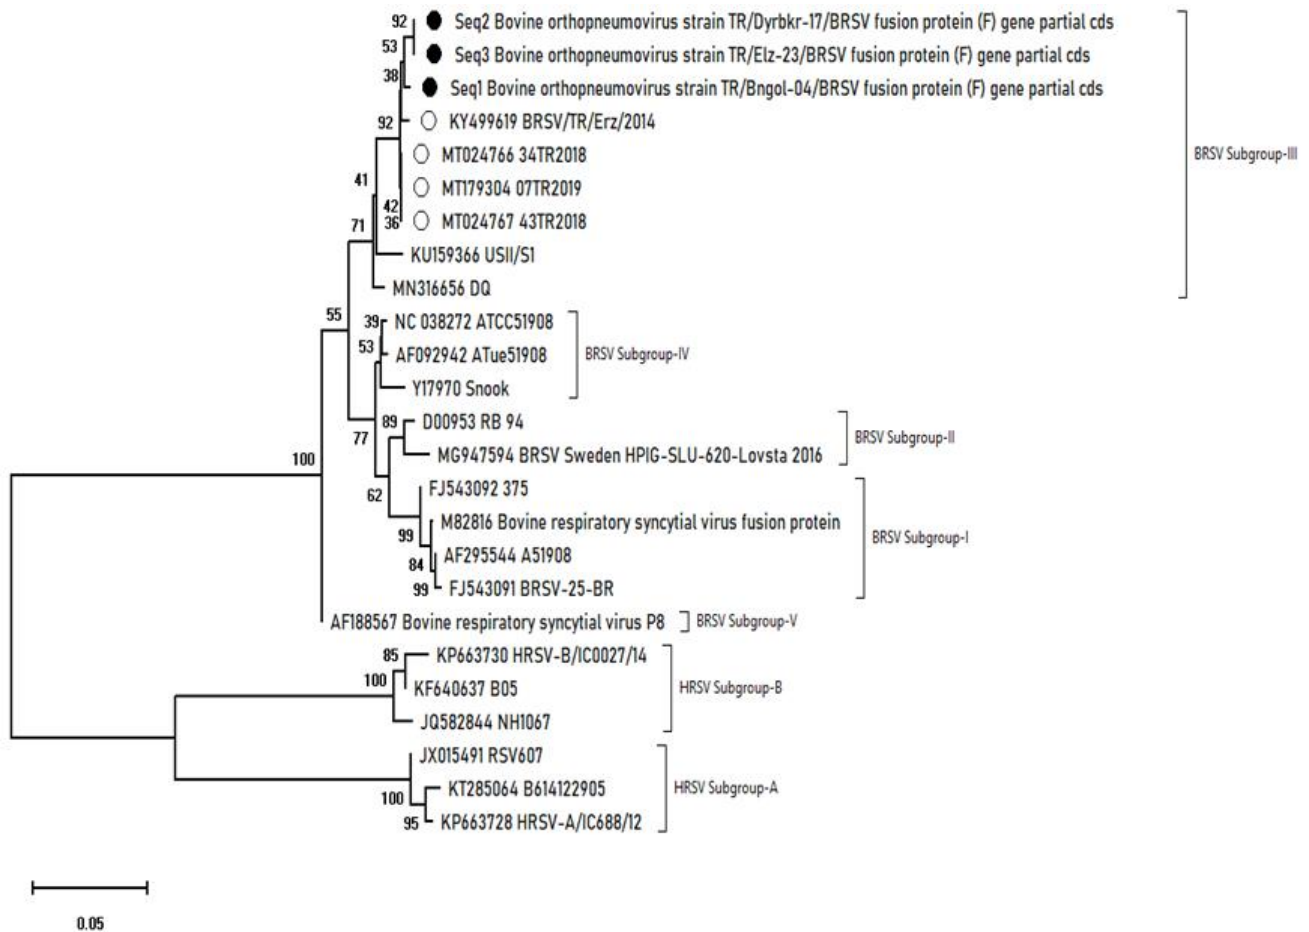 92
Seq2 Bovine orthopneumovirus strain TR/Dyrbkr-17/BRSV fusion protein (F) gene partial cds
53
Seq3 Bovine orthopneumovirus strain TR/Elz-23/BRSV fusion protein (F) gene partial cds
38
Seq1 Bovine orthopneumovirus strain TR/Bngol-04/BRSV fusion protein (F) gene partial cds
92
KY499619 BRSV/TR/Erz/2014
MT024766 34TR2018
BRSV Subgroup-III
41
MT179304 07TR2019
42
36
MT024767 43TR2018
71
KU159366 USII/S1
MN316656 DQ
55
39
NC 038272 ATCC51908
53
AF092942 ATue51908
BRSV Subgroup-IV
Y17970 Snook
89
D00953 RB 94
77
BRSV Subgroup-II
MG947594 BRSV Sweden HPIG-SLU-620-Lovsta 2016
100
62
FJ543092 375
M82816 Bovine respiratory syncytial virus fusion protein
99
BRSV Subgroup-I
AF295544 A51908
84
99
FJ543091 BRSV-25-BR
AF188567 Bovine respiratory syncytial virus P8
BRSV Subgroup-V
85
KP663730 HRSV-B/IC0027/14
100
KF640637 B05
HRSV Subgroup-B
JQ582844 NH1067
JX015491 RSV607
KT285064 B614122905
HRSV Subgroup-A
100
95
KP663728 HRSV-A/IC688/12
0.05